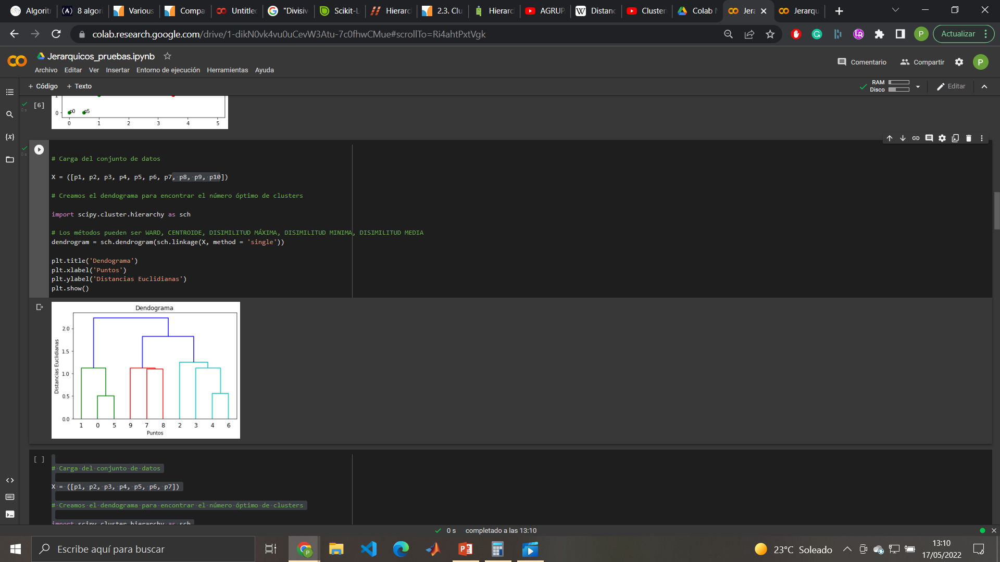 Algorit
8 algori
Various
Compa
Untitle
"Divisiv
Scikit-L
Hierarc
2.3. Clu
Hierarc
AGRUP
Distanc
Cluster
Colab N
Jera
Jerarqu
colab.research.google.com/drive/1-dikN0vk4vu0uCevW3Atu-7c0fhwCMue#scrollTo=Ri4ahtPxtVgk
P
Actualizar
Jerarquicos_pruebas.ipynb
Archivo Editar Ver Insertar Entorno de ejecución Herramientas Ayuda
Comentario
Compartir
P
+ Código + Texto
RAM
Disco
Editar
[6]
1
0
p0 p5
0 1 2 3 4 5
{x}
0 s
# Carga del conjunto de datos
X = ([p1, p2, p3, p4, p5, p6, p7, p8, p9, p10])
# Creamos el dendograma para encontrar el número óptimo de clusters
import scipy.cluster.hierarchy as sch
# Los métodos pueden ser WARD, CENTROIDE, DISIMILITUD MÁXIMA, DISIMILITUD MINIMA, DISIMILITUD MEDIA
dendrogram = sch.dendrogram(sch.linkage(X, method = 'single'))
plt.title('Dendograma')
plt.xlabel('Puntos')
plt.ylabel('Distancias Euclidianas')
plt.show()
Dendograma
Distancias Euclidianas
2.0
1.5
1.0
0.5
0.0
1 0 5 9 7 8 2 3 4 6
Puntos
[ ]
# Carga del conjunto de datos
X = ([p1, p2, p3, p4, p5, p6, p7])
# Creamos el dendograma para encontrar el número óptimo de clusters
import scipy.cluster.hierarchy as sch
0 s completado a las 13:10
Escribe aquí para buscar
23°C Soleado
13:10
17/05/2022